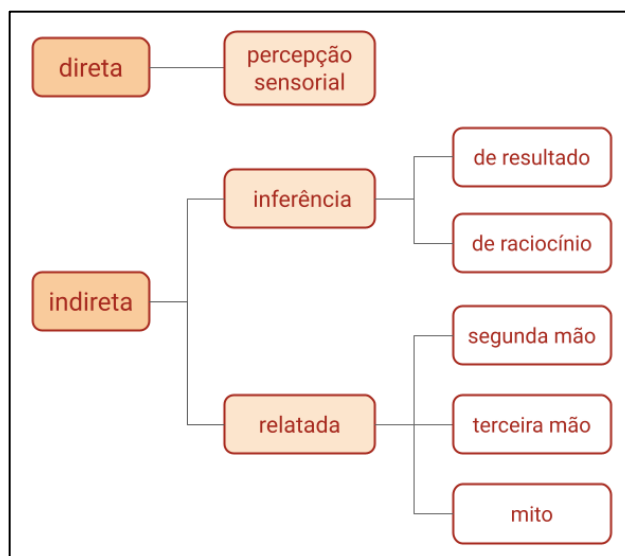 direta
percepção
sensorial
indireta
inferência
de resultado
de raciocínio
relatada
segunda mão
terceira mão
mito